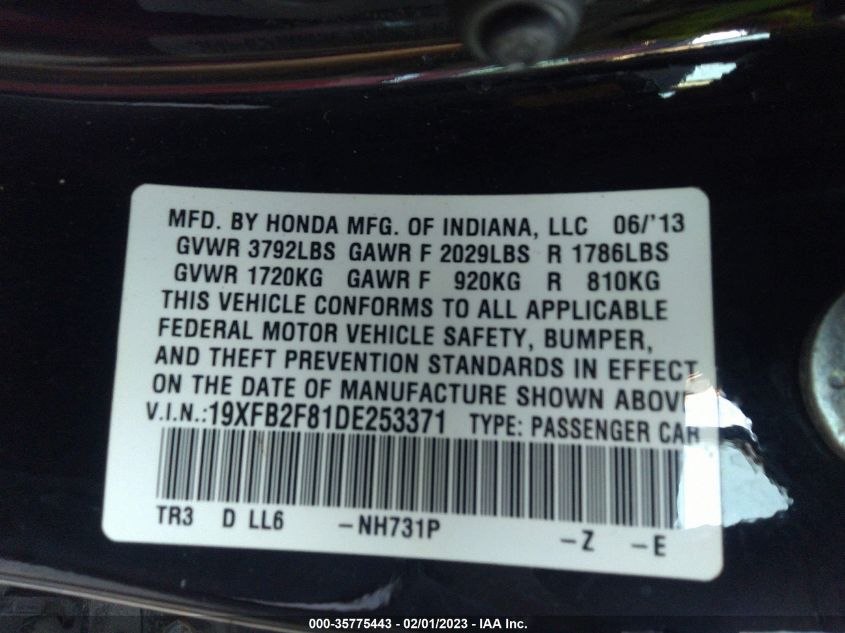 MFD. BY HONDA MFG. OF INDIANA, LLC 06/'13
GVWR 3792LBS GAWR F 2029LBS R 1786LBS
GVWR 1720KG GAWR F 920KG R 810KG
THIS VEHICLE CONFORMS TO ALL APPLICABLE
FEDERAL MOTOR VEHICLE SAFETY, BUMPER,
AND THEFT PREVENTION STANDARDS IN EFFECT
ON THE DATE OF MANUFACTURE SHOWN ABOVE
V.I.N.:19XFB2F81DE253371 TYPE: PASSENGER CAR
TR3 D LL6 -NH731P -Z -E
000-35775443 - 02/01/2023 - IAA Inc.